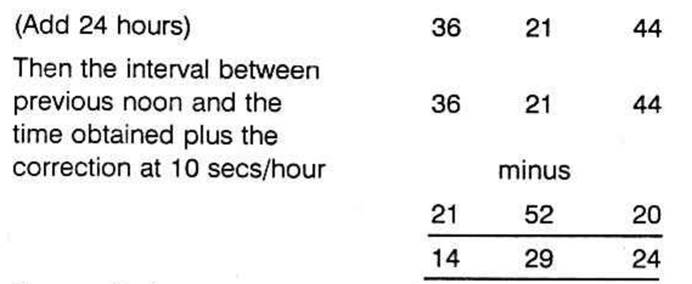 (Add 24 hours) 36 21 44
Then the interval between
previous noon and the 36 21 44
time obtained plus the
correction at 10 secs/hour minus
21 52 20
14 29 24